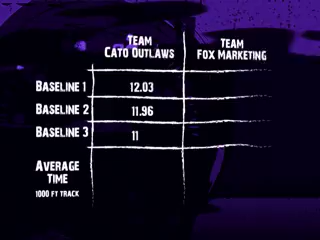 Team
Cato Outlaws
Team
Fox Marketing
Baseline 1 12.03
Baseline 2 11.96
Baseline 3 11
Average
Time
1000 ft track